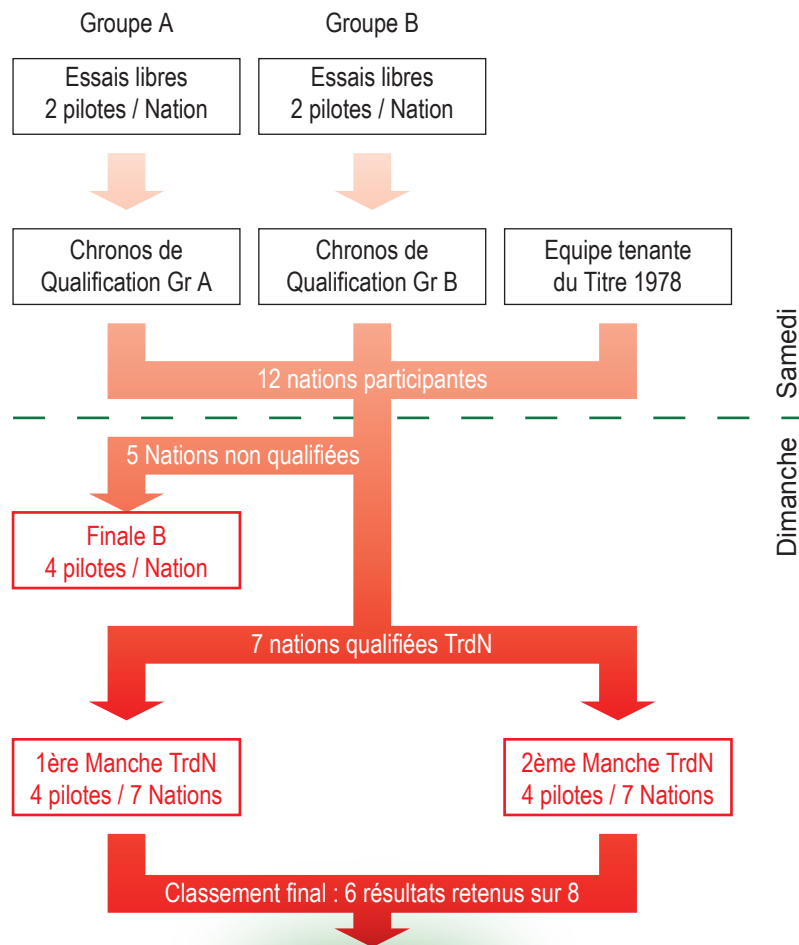 Groupe A
Groupe B
Essais libres
2 pilotes / Nation
Essais libres
2 pilotes / Nation
Chronos de
Qualification Gr A
Chronos de
Qualification Gr B
Equipe tenante
du Titre 1978
Samedi
12 nations participantes
Dimanche
5 Nations non qualifiées
Finale B
4 pilotes / Nation
7 nations qualifiées TrdN
1ère Manche TrdN
4 pilotes / 7 Nations
2ème Manche TrdN
4 pilotes / 7 Nations
Classement final : 6 résultats retenus sur 8